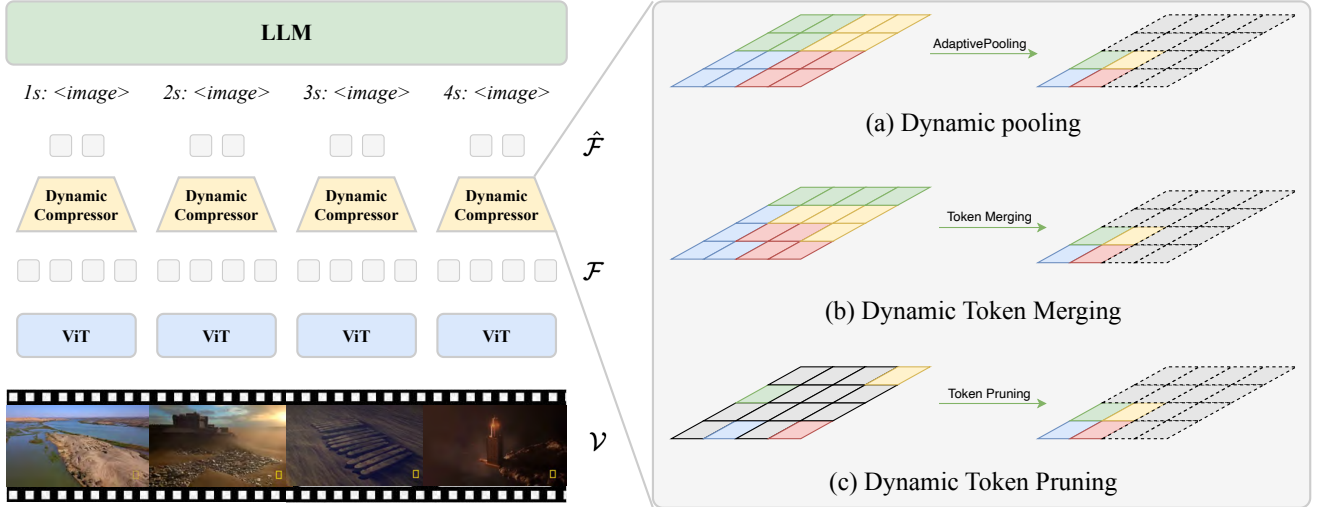 LLM
1s: <image> 2s: <image> 3s: <image> 4s: <image>
F̂
Dynamic Compressor
Dynamic Compressor
Dynamic Compressor
Dynamic Compressor
F
ViT ViT ViT ViT
V
AdaptivePooling
(a) Dynamic pooling
Token Merging
(b) Dynamic Token Merging
Token Pruning
(c) Dynamic Token Pruning